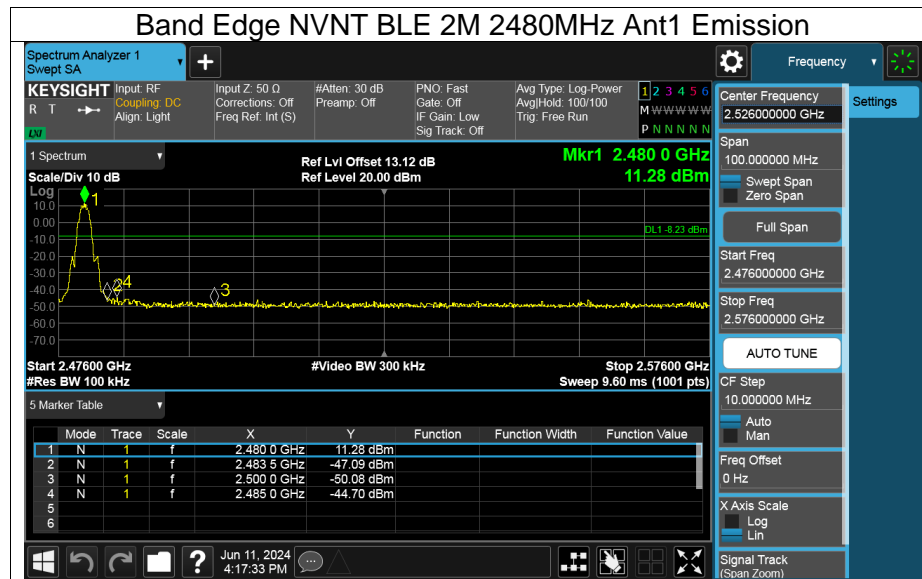 Band Edge NVNT BLE 2M 2480MHz Ant1 Emission
Spectrum Analyzer 1
Swept SA
+
Frequency
KEYSIGHT
R T
LXI
Input: RF
Coupling: DC
Align: Light
Input Z: 50 Ω
Corrections: Off
Freq Ref: Int (S)
#Atten: 30 dB
Preamp: Off
PNO: Fast
Gate: Off
IF Gain: Low
Sig Track: Off
Avg Type: Log-Power
Avg|Hold: 100/100
Trig: Free Run
1 2 3 4 5 6
M W W W W W
P N N N N N
1 Spectrum
Scale/Div 10 dB
Ref Lvl Offset 13.12 dB
Ref Level 20.00 dBm
Mkr1 2.480 0 GHz
11.28 dBm
Log
10.0
0.00
-10.0
-20.0
-30.0
-40.0
-50.0
-60.0
-70.0
1
2
4
3
DL1 -8.23 dBm
Start 2.47600 GHz
#Res BW 100 kHz
#Video BW 300 kHz
Stop 2.57600 GHz
Sweep 9.60 ms (1001 pts)
5 Marker Table
Mode Trace Scale X Y Function Function Width Function Value
1 N 1 f 2.480 0 GHz 11.28 dBm
2 N 1 f 2.483 5 GHz -47.09 dBm
3 N 1 f 2.500 0 GHz -50.08 dBm
4 N 1 f 2.485 0 GHz -44.70 dBm
5
6
Center Frequency
2.526000000 GHz
Settings
Span
100.000000 MHz
Swept Span
Zero Span
Full Span
Start Freq
2.476000000 GHz
Stop Freq
2.576000000 GHz
AUTO TUNE
CF Step
10.000000 MHz
Auto
Man
Freq Offset
0 Hz
X Axis Scale
Log
Lin
Signal Track
(Span Zoom)
?
Jun 11, 2024
4:17:33 PM